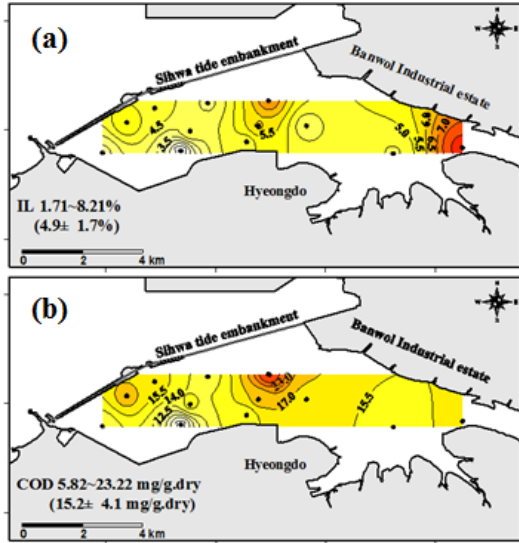 (a)
Sihwa tide embankment
Banwol Industrial estate
N
W E
S
4.5
3.5
5.5
5.0
5.5
6.8
7.0
Hyeongdo
IL 1.71~8.21%
(4.9± 1.7%)
0 2 4 km
(b)
Sihwa tide embankment
Banwol Industrial estate
N
W E
S
15.5
14.0
12.5
17.0
15.5
Hyeongdo
COD 5.82~23.22 mg/g.dry
(15.2± 4.1 mg/g.dry)
0 2 4 km